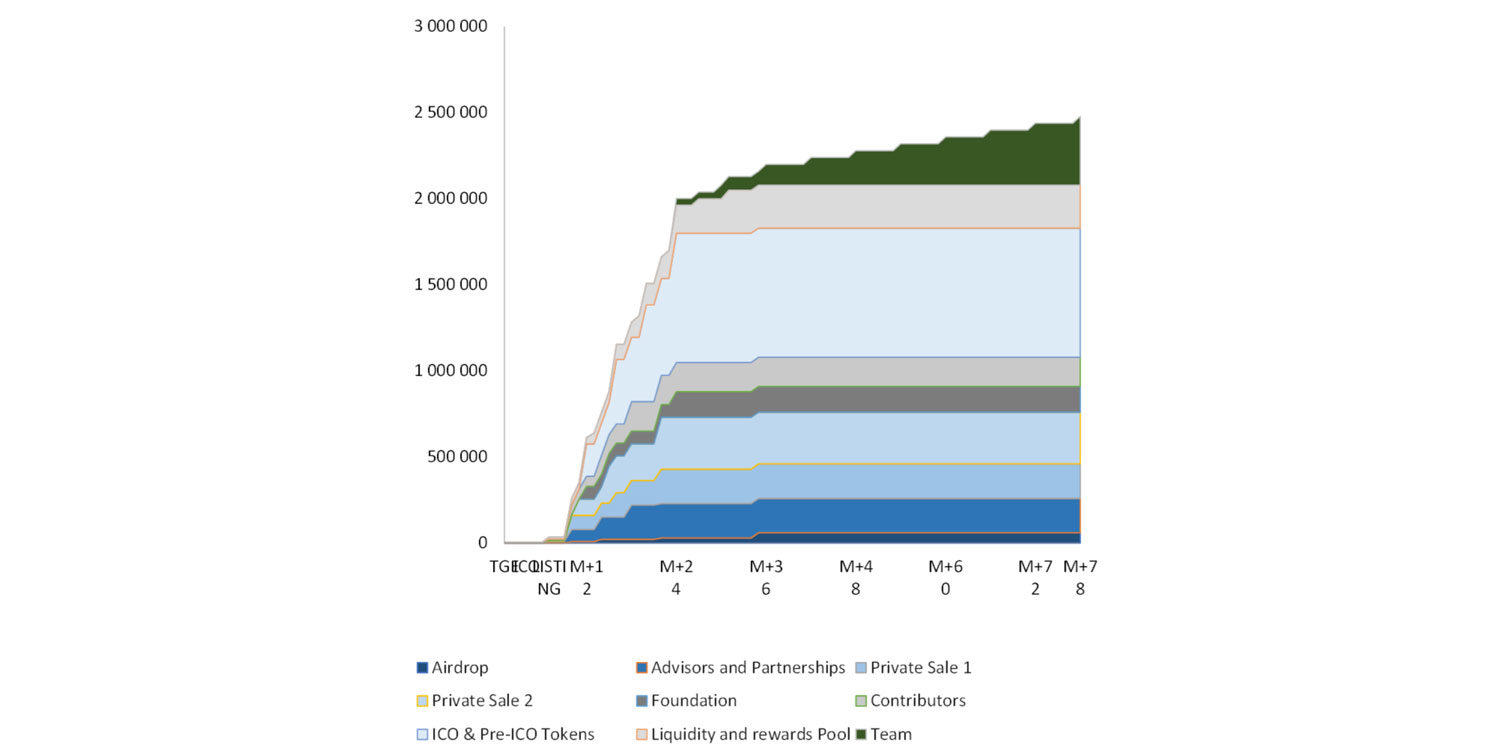 3 000 000
2 500 000
2 000 000
1 500 000
1 000 000
500 000
0
TGE ICO LISTI M+1 M+2 M+3 M+4 M+6 M+7 M+7
NG 2 4 6 8 0 2 8
Airdrop Advisors and Partnerships Private Sale 1
Private Sale 2 Foundation Contributors
ICO & Pre-ICO Tokens Liquidity and rewards Pool Team